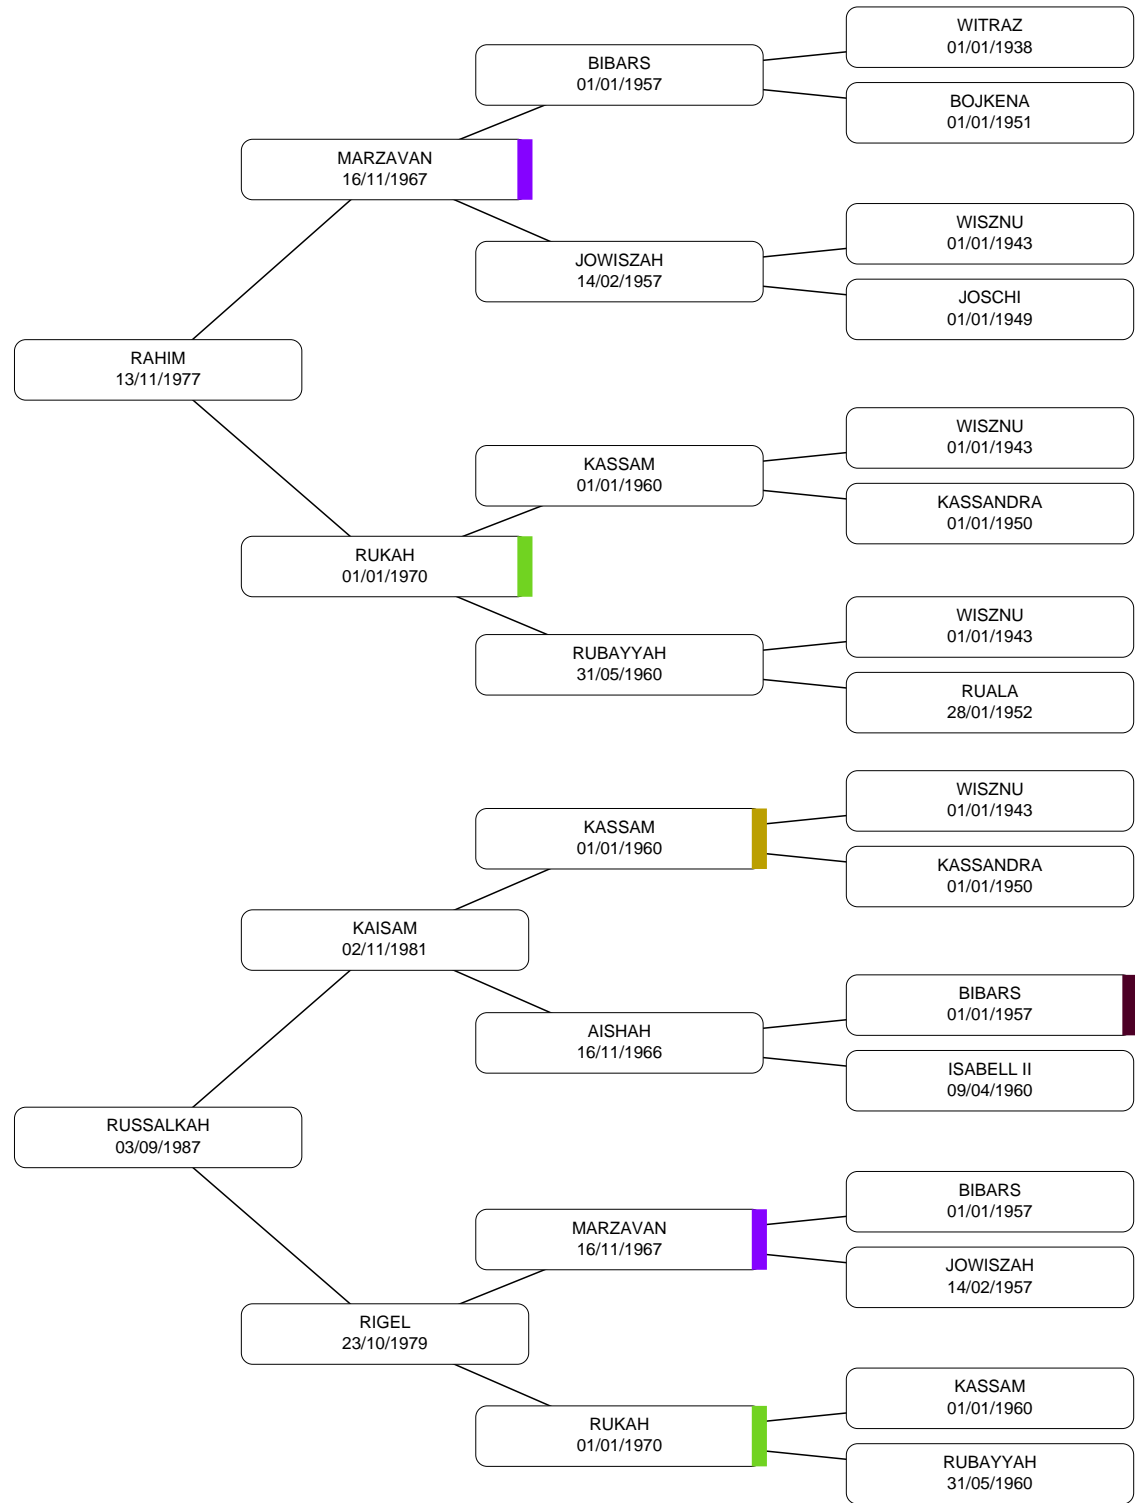 WITRAZ
01/01/1938
BIBARS
01/01/1957
BOJKENA
01/01/1951
MARZAVAN
16/11/1967
WISZNU
01/01/1943
JOWISZAH
14/02/1957
JOSCHI
01/01/1949
RAHIM
13/11/1977
WISZNU
01/01/1943
KASSAM
01/01/1960
KASSANDRA
01/01/1950
RUKAH
01/01/1970
WISZNU
01/01/1943
RUBAYYAH
31/05/1960
RUALA
28/01/1952
WISZNU
01/01/1943
KASSAM
01/01/1960
KASSANDRA
01/01/1950
KAISAM
02/11/1981
BIBARS
01/01/1957
AISHAH
16/11/1966
ISABELL II
09/04/1960
RUSSALKAH
03/09/1987
BIBARS
01/01/1957
MARZAVAN
16/11/1967
JOWISZAH
14/02/1957
RIGEL
23/10/1979
KASSAM
01/01/1960
RUKAH
01/01/1970
RUBAYYAH
31/05/1960